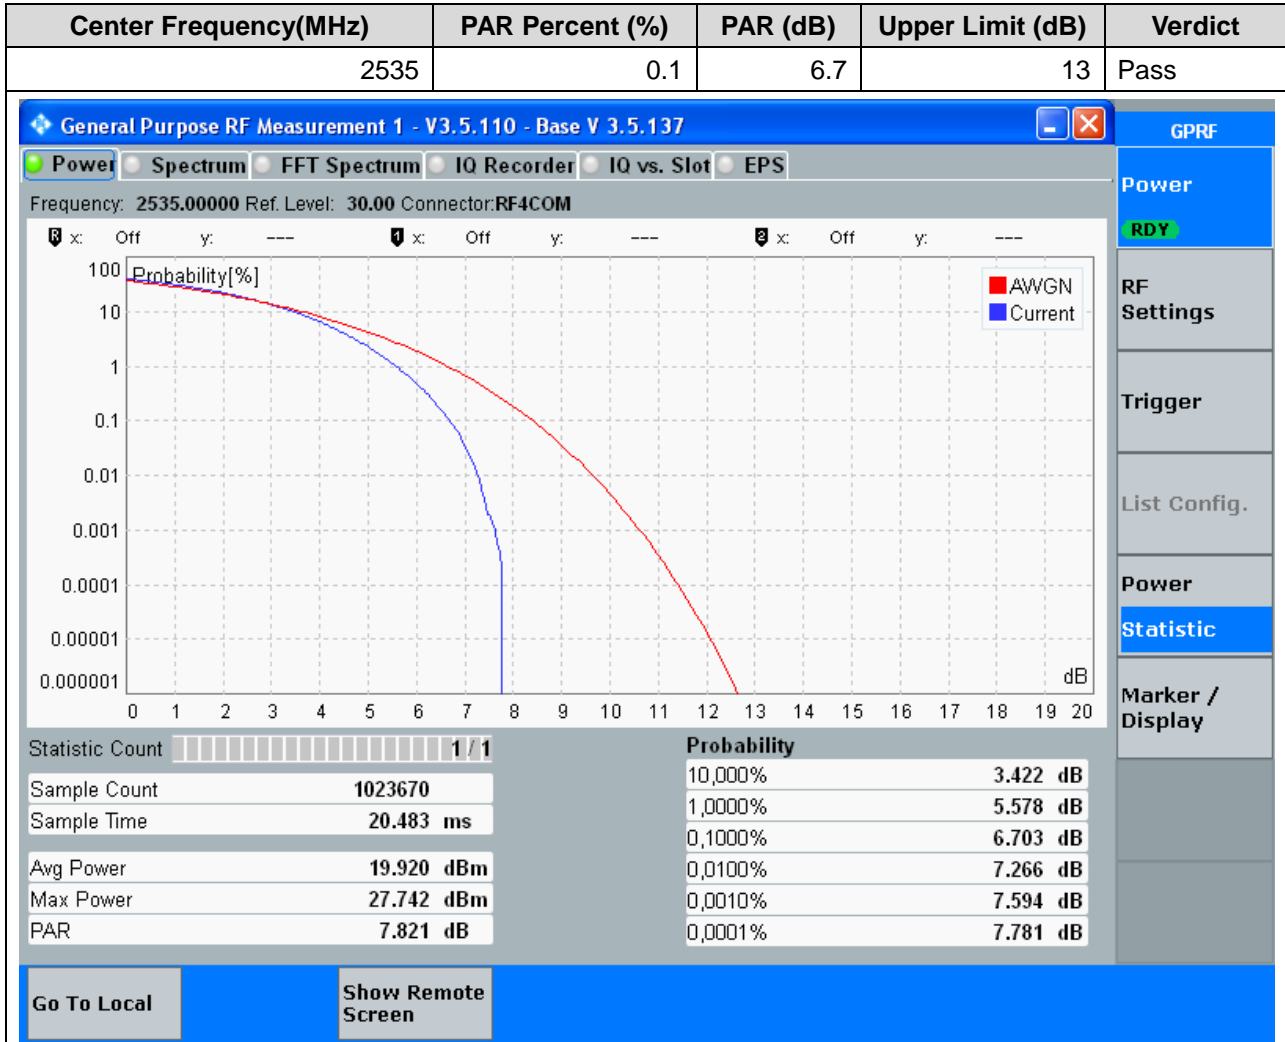 Center Frequency(MHz) PAR Percent (%) PAR (dB) Upper Limit (dB) Verdict
2535 0.1 6.7 13 Pass
General Purpose RF Measurement 1 - V3.5.110 - Base V 3.5.137
GPRF
Power Spectrum FFT Spectrum IQ Recorder IQ vs. Slot EPS
Power
RDY
Frequency: 2535.00000 Ref. Level: 30.00 Connector:RF4COM
R x: Off y: --- 1 x: Off y: --- 2 x: Off y: ---
Probability[%]
AWGN
Current
100
10
1
0.1
0.01
0.001
0.0001
0.00001
0.000001
dB
0 1 2 3 4 5 6 7 8 9 10 11 12 13 14 15 16 17 18 19 20
RF
Settings
Trigger
List Config.
Power
Statistic
Marker /
Display
Statistic Count 1 / 1
Sample Count 1023670
Sample Time 20.483 ms
Avg Power 19.920 dBm
Max Power 27.742 dBm
PAR 7.821 dB
Probability
10,000% 3.422 dB
1,0000% 5.578 dB
0,1000% 6.703 dB
0,0100% 7.266 dB
0,0010% 7.594 dB
0,0001% 7.781 dB
Go To Local
Show Remote
Screen